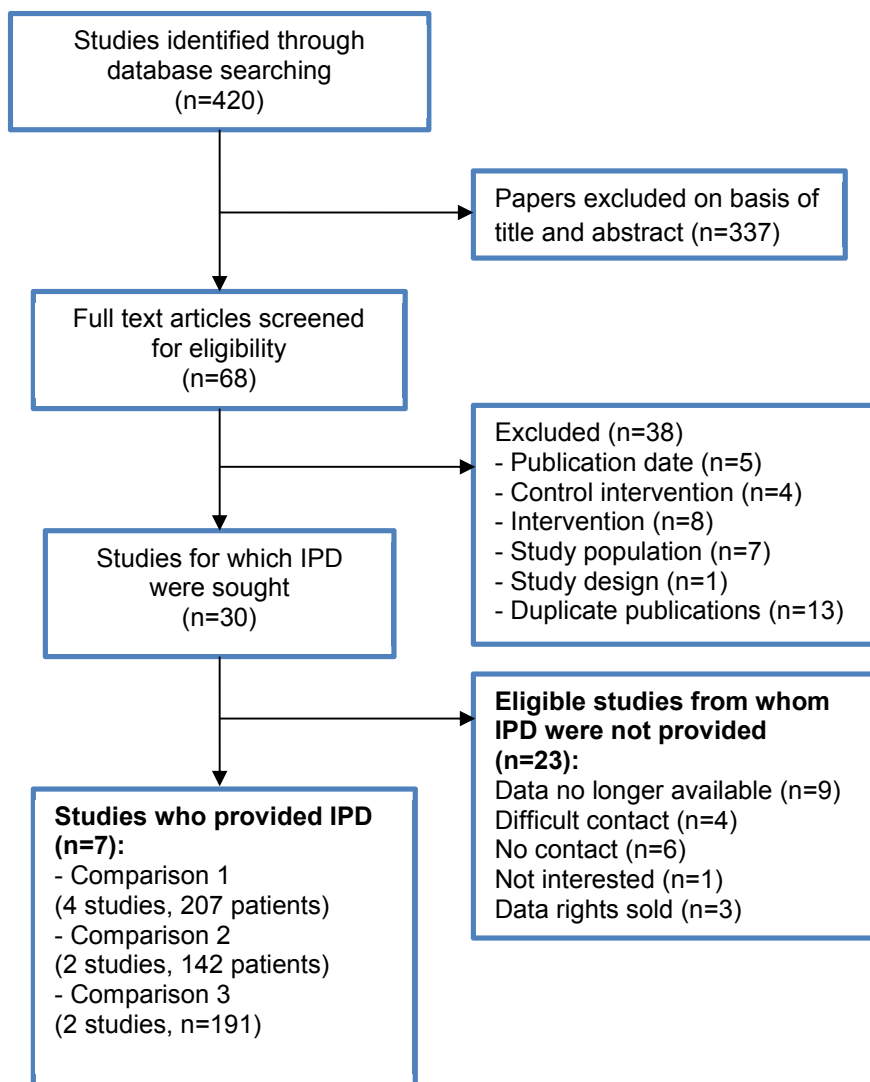 Studies identified through
database searching
(n=420)
Papers excluded on basis of
title and abstract (n=337)
Full text articles screened
for eligibility
(n=68)
Excluded (n=38)
- Publication date (n=5)
- Control intervention (n=4)
- Intervention (n=8)
- Study population (n=7)
- Study design (n=1)
- Duplicate publications (n=13)
Studies for which IPD
were sought
(n=30)
Eligible studies from whom
IPD were not provided
(n=23):
Data no longer available (n=9)
Difficult contact (n=4)
No contact (n=6)
Not interested (n=1)
Data rights sold (n=3)
Studies who provided IPD
(n=7):
- Comparison 1
(4 studies, 207 patients)
- Comparison 2
(2 studies, 142 patients)
- Comparison 3
(2 studies, n=191)